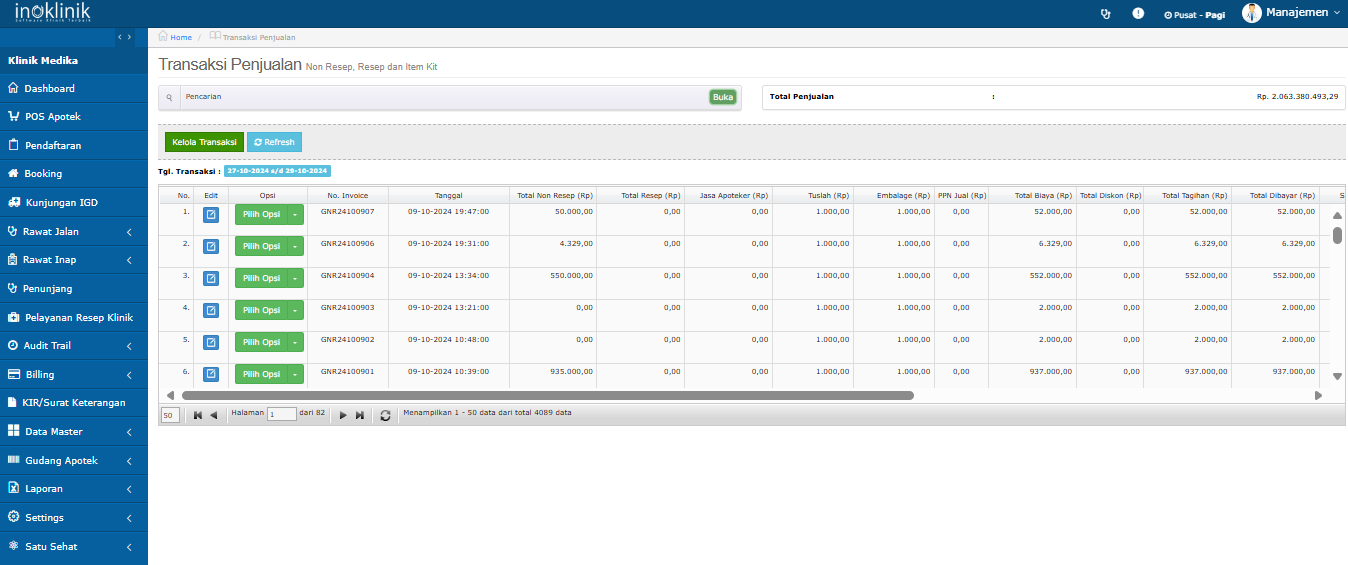 inoklinik
Software Klinik Terbaik
Pusat - Pagi
Manajemen
Klinik Medika
Dashboard
POS Apotek
Pendaftaran
Booking
Kunjungan IGD
Rawat Jalan
Rawat Inap
Penunjang
Pelayanan Resep Klinik
Audit Trail
Billing
KIR/Surat Keterangan
Data Master
Gudang Apotek
Laporan
Settings
Satu Sehat
Home / Transaksi Penjualan
Transaksi Penjualan Non Resep, Resep dan Item Kit
Pencarian Buka
Total Penjualan : Rp. 2.063.380.493,29
Kelola Transaksi Refresh
Tgl. Transaksi : 27-10-2024 s/d 29-10-2024
No. Edit Opsi No. Invoice Tanggal Total Non Resep (Rp) Total Resep (Rp) Jasa Apoteker (Rp) Tuslah (Rp) Embalage (Rp) PPN Jual (Rp) Total Biaya (Rp) Total Diskon (Rp) Total Tagihan (Rp) Total Dibayar (Rp) S
1. Pilih Opsi GNR24100907 09-10-2024 19:47:00 50.000,00 0,00 0,00 1.000,00 1.000,00 0,00 52.000,00 0,00 52.000,00 52.000,00
2. Pilih Opsi GNR24100906 09-10-2024 19:31:00 4.329,00 0,00 0,00 1.000,00 1.000,00 0,00 6.329,00 0,00 6.329,00 6.329,00
3. Pilih Opsi GNR24100904 09-10-2024 13:34:00 550.000,00 0,00 0,00 1.000,00 1.000,00 0,00 552.000,00 0,00 552.000,00 552.000,00
4. Pilih Opsi GNR24100903 09-10-2024 13:21:00 0,00 0,00 0,00 1.000,00 1.000,00 0,00 2.000,00 0,00 2.000,00 2.000,00
5. Pilih Opsi GNR24100902 09-10-2024 10:48:00 0,00 0,00 0,00 1.000,00 1.000,00 0,00 2.000,00 0,00 2.000,00 2.000,00
6. Pilih Opsi GNR24100901 09-10-2024 10:39:00 935.000,00 0,00 0,00 1.000,00 1.000,00 0,00 937.000,00 0,00 937.000,00 937.000,00
50 Halaman 1 dari 82 Menampilkan 1 - 50 data dari total 4089 data